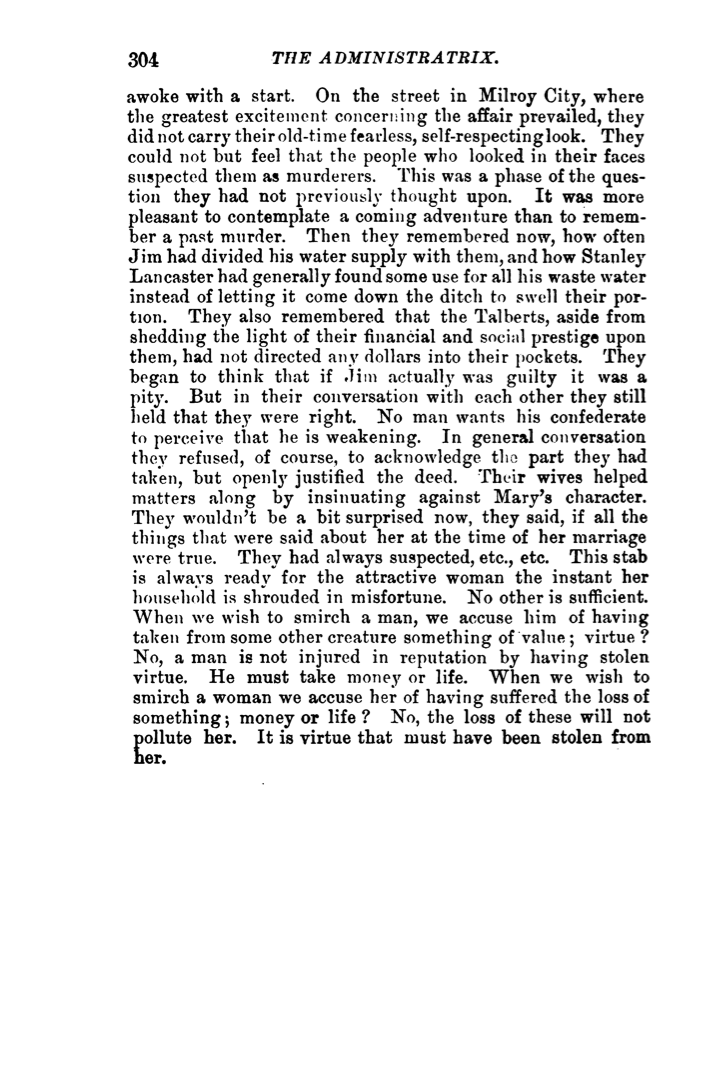 304 THE ADMINISTRATRIX.
awoke with a start. On the street in Milroy City, where
the greatest excitement concerning the affair prevailed, they
did not carry their old-time fearless, self-respecting look. They
could not but feel that the people who looked in their faces
suspected them as murderers. This was a phase of the ques-
tion they had not previously thought upon. It was more
pleasant to contemplate a coming adventure than to remem-
ber a past murder. Then they remembered now, how often
Jim had divided his water supply with them, and how Stanley
Lancaster had generally found some use for all his waste water
instead of letting it come down the ditch to swell their por-
tion. They also remembered that the Talberts, aside from
shedding the light of their financial and social prestige upon
them, had not directed any dollars into their pockets. They
began to think that if Jim actually was guilty it was a
pity. But in their conversation with each other they still
held that they were right. No man wants his confederate
to perceive that he is weakening. In general conversation
they refused, of course, to acknowledge the part they had
taken, but openly justified the deed. Their wives helped
matters along by insinuating against Mary's character.
They wouldn't be a bit surprised now, they said, if all the
things that were said about her at the time of her marriage
were true. They had always suspected, etc., etc. This stab
is always ready for the attractive woman the instant her
household is shrouded in misfortune. No other is sufficient.
When we wish to smirch a man, we accuse him of having
taken from some other creature something of value; virtue?
No, a man is not injured in reputation by having stolen
virtue. He must take money or life. When we wish to
smirch a woman we accuse her of having suffered the loss of
something; money or life? No, the loss of these will not
pollute her. It is virtue that must have been stolen from
her.